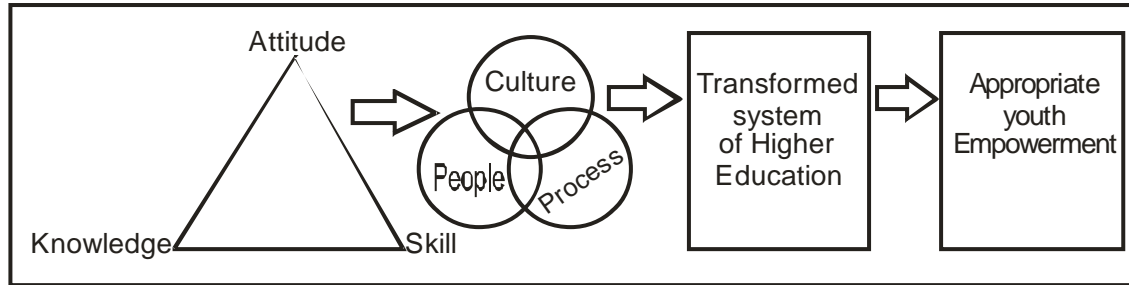 Attitude
Knowledge
Skill
Culture
People
Process
Transformed
system
of Higher
Education
Appropriate
youth
Empowerment